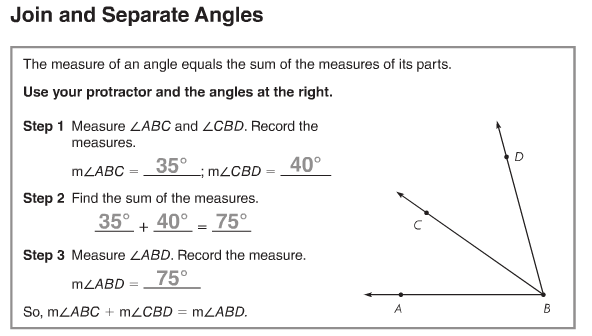 Join and Separate Angles
The measure of an angle equals the sum of the measures of its parts.
Use your protractor and the angles at the right.
Step 1 Measure ∠ABC and ∠CBD. Record the
measures.
m∠ABC = 35°; m∠CBD = 40°
Step 2 Find the sum of the measures.
35° + 40° = 75°
Step 3 Measure ∠ABD. Record the measure.
m∠ABD = 75°
So, m∠ABC + m∠CBD = m∠ABD.
D
C
A
B